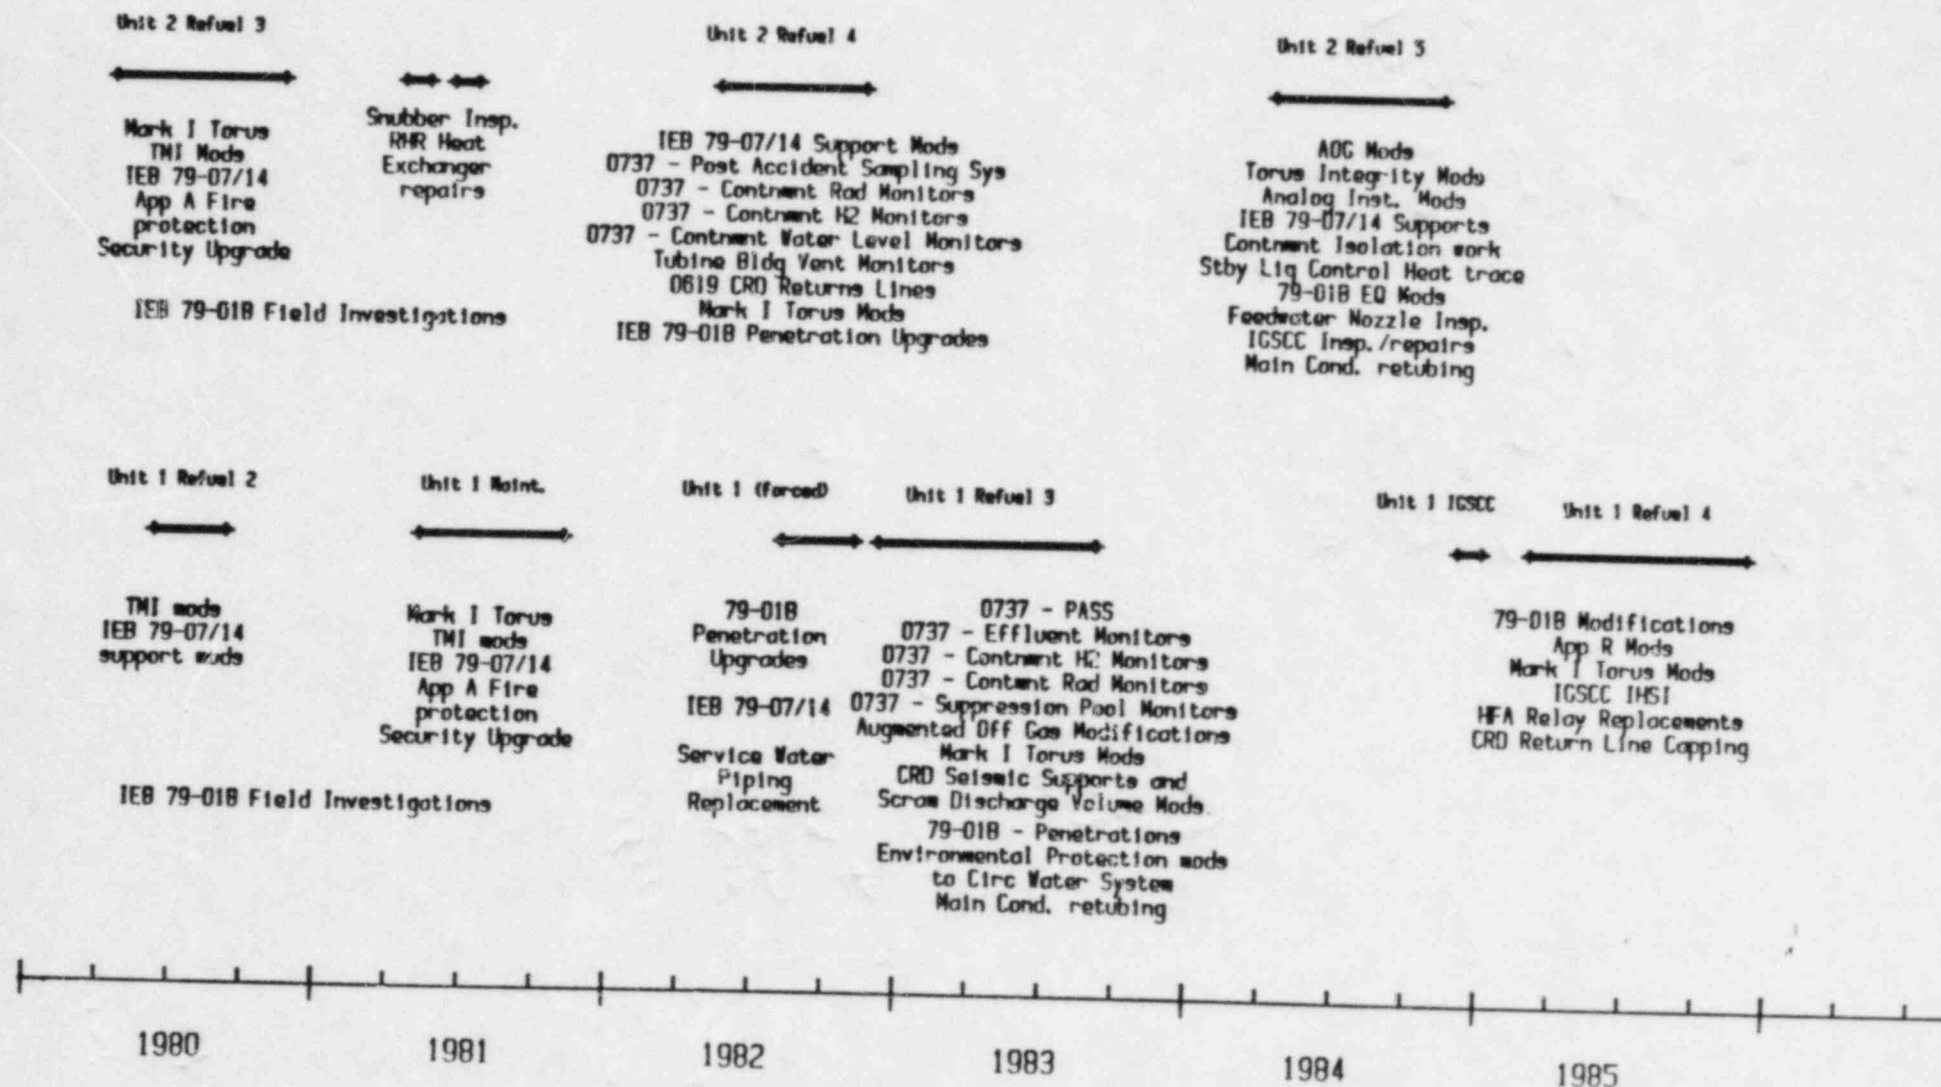 Unit 2 Refuel 3
Mark I Torus
TMI Mods
IEB 79-07/14
App A Fire
protection
Security Upgrade
Snubber Insp.
RHR Heat
Exchanger
repairs
IEB 79-01B Field Investigations
Unit 2 Refuel 4
IEB 79-07/14 Support Mods
0737 - Post Accident Sampling Sys
0737 - Contnmnt Rad Monitors
0737 - Contnmnt H2 Monitors
0737 - Contnmnt Water Level Monitors
Tubine Bldg Vent Monitors
0619 CRD Returns Lines
Mark I Torus Mods
IEB 79-01B Penetration Upgrades
Unit 2 Refuel 3
AOG Mods
Torus Integrity Mods
Analog Inst. Mods
IEB 79-07/14 Supports
Contnmnt Isolation work
Stby Liq Control Heat trace
79-01B EQ Mods
Feedwater Nozzle Insp.
IGSCC Insp./repairs
Main Cond. retubing
Unit 1 Refuel 2
TMI mods
IEB 79-07/14
support mods
Unit 1 Maint.
Mark I Torus
TMI mods
IEB 79-07/14
App A Fire
protection
Security Upgrade
IEB 79-01B Field Investigations
Unit 1 (forced)
79-01B
Penetration
Upgrades
IEB 79-07/14
Service Water
Piping
Replacement
Unit 1 Refuel 3
0737 - PASS
0737 - Effluent Monitors
0737 - Contnmnt H2 Monitors
0737 - Contmnt Rad Monitors
0737 - Suppression Pool Monitors
Augmented Off Gas Modifications
Mark I Torus Mods
CRD Seismic Supports and
Scram Discharge Volume Mods.
79-01B - Penetrations
Environmental Protection mods
to Circ Water System
Main Cond. retubing
Unit 1 IGSCC
Unit 1 Refuel 4
79-01B Modifications
App R Mods
Mark I Torus Mods
IGSCC IHSI
HFA Relay Replacements
CRD Return Line Capping
1980
1981
1982
1983
1984
1985